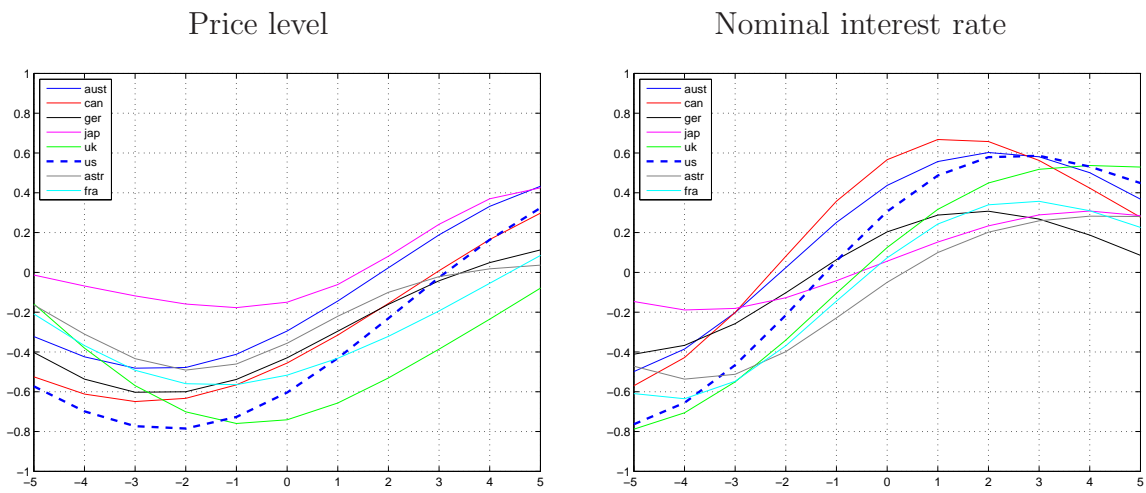 Price level
Nominal interest rate
1
0.8
0.6
0.4
0.2
0
−0.2
−0.4
−0.6
−0.8
−1
−5 −4 −3 −2 −1 0 1 2 3 4 5
aust
can
ger
jap
uk
us
astr
fra
1
0.8
0.6
0.4
0.2
0
−0.2
−0.4
−0.6
−0.8
−1
−5 −4 −3 −2 −1 0 1 2 3 4 5
aust
can
ger
jap
uk
us
astr
fra